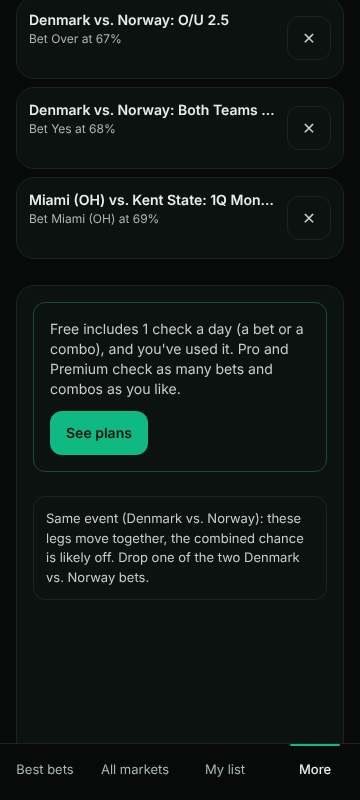 Denmark vs. Norway: O/U 2.5
Bet Over at 67%
Denmark vs. Norway: Both Teams ...
Bet Yes at 68%
Miami (OH) vs. Kent State: 1Q Mon...
Bet Miami (OH) at 69%
Free includes 1 check a day (a bet or a
combo), and you've used it. Pro and
Premium check as many bets and
combos as you like.
See plans
Same event (Denmark vs. Norway): these
legs move together, the combined chance
is likely off. Drop one of the two Denmark
vs. Norway bets.
Best bets All markets My list More